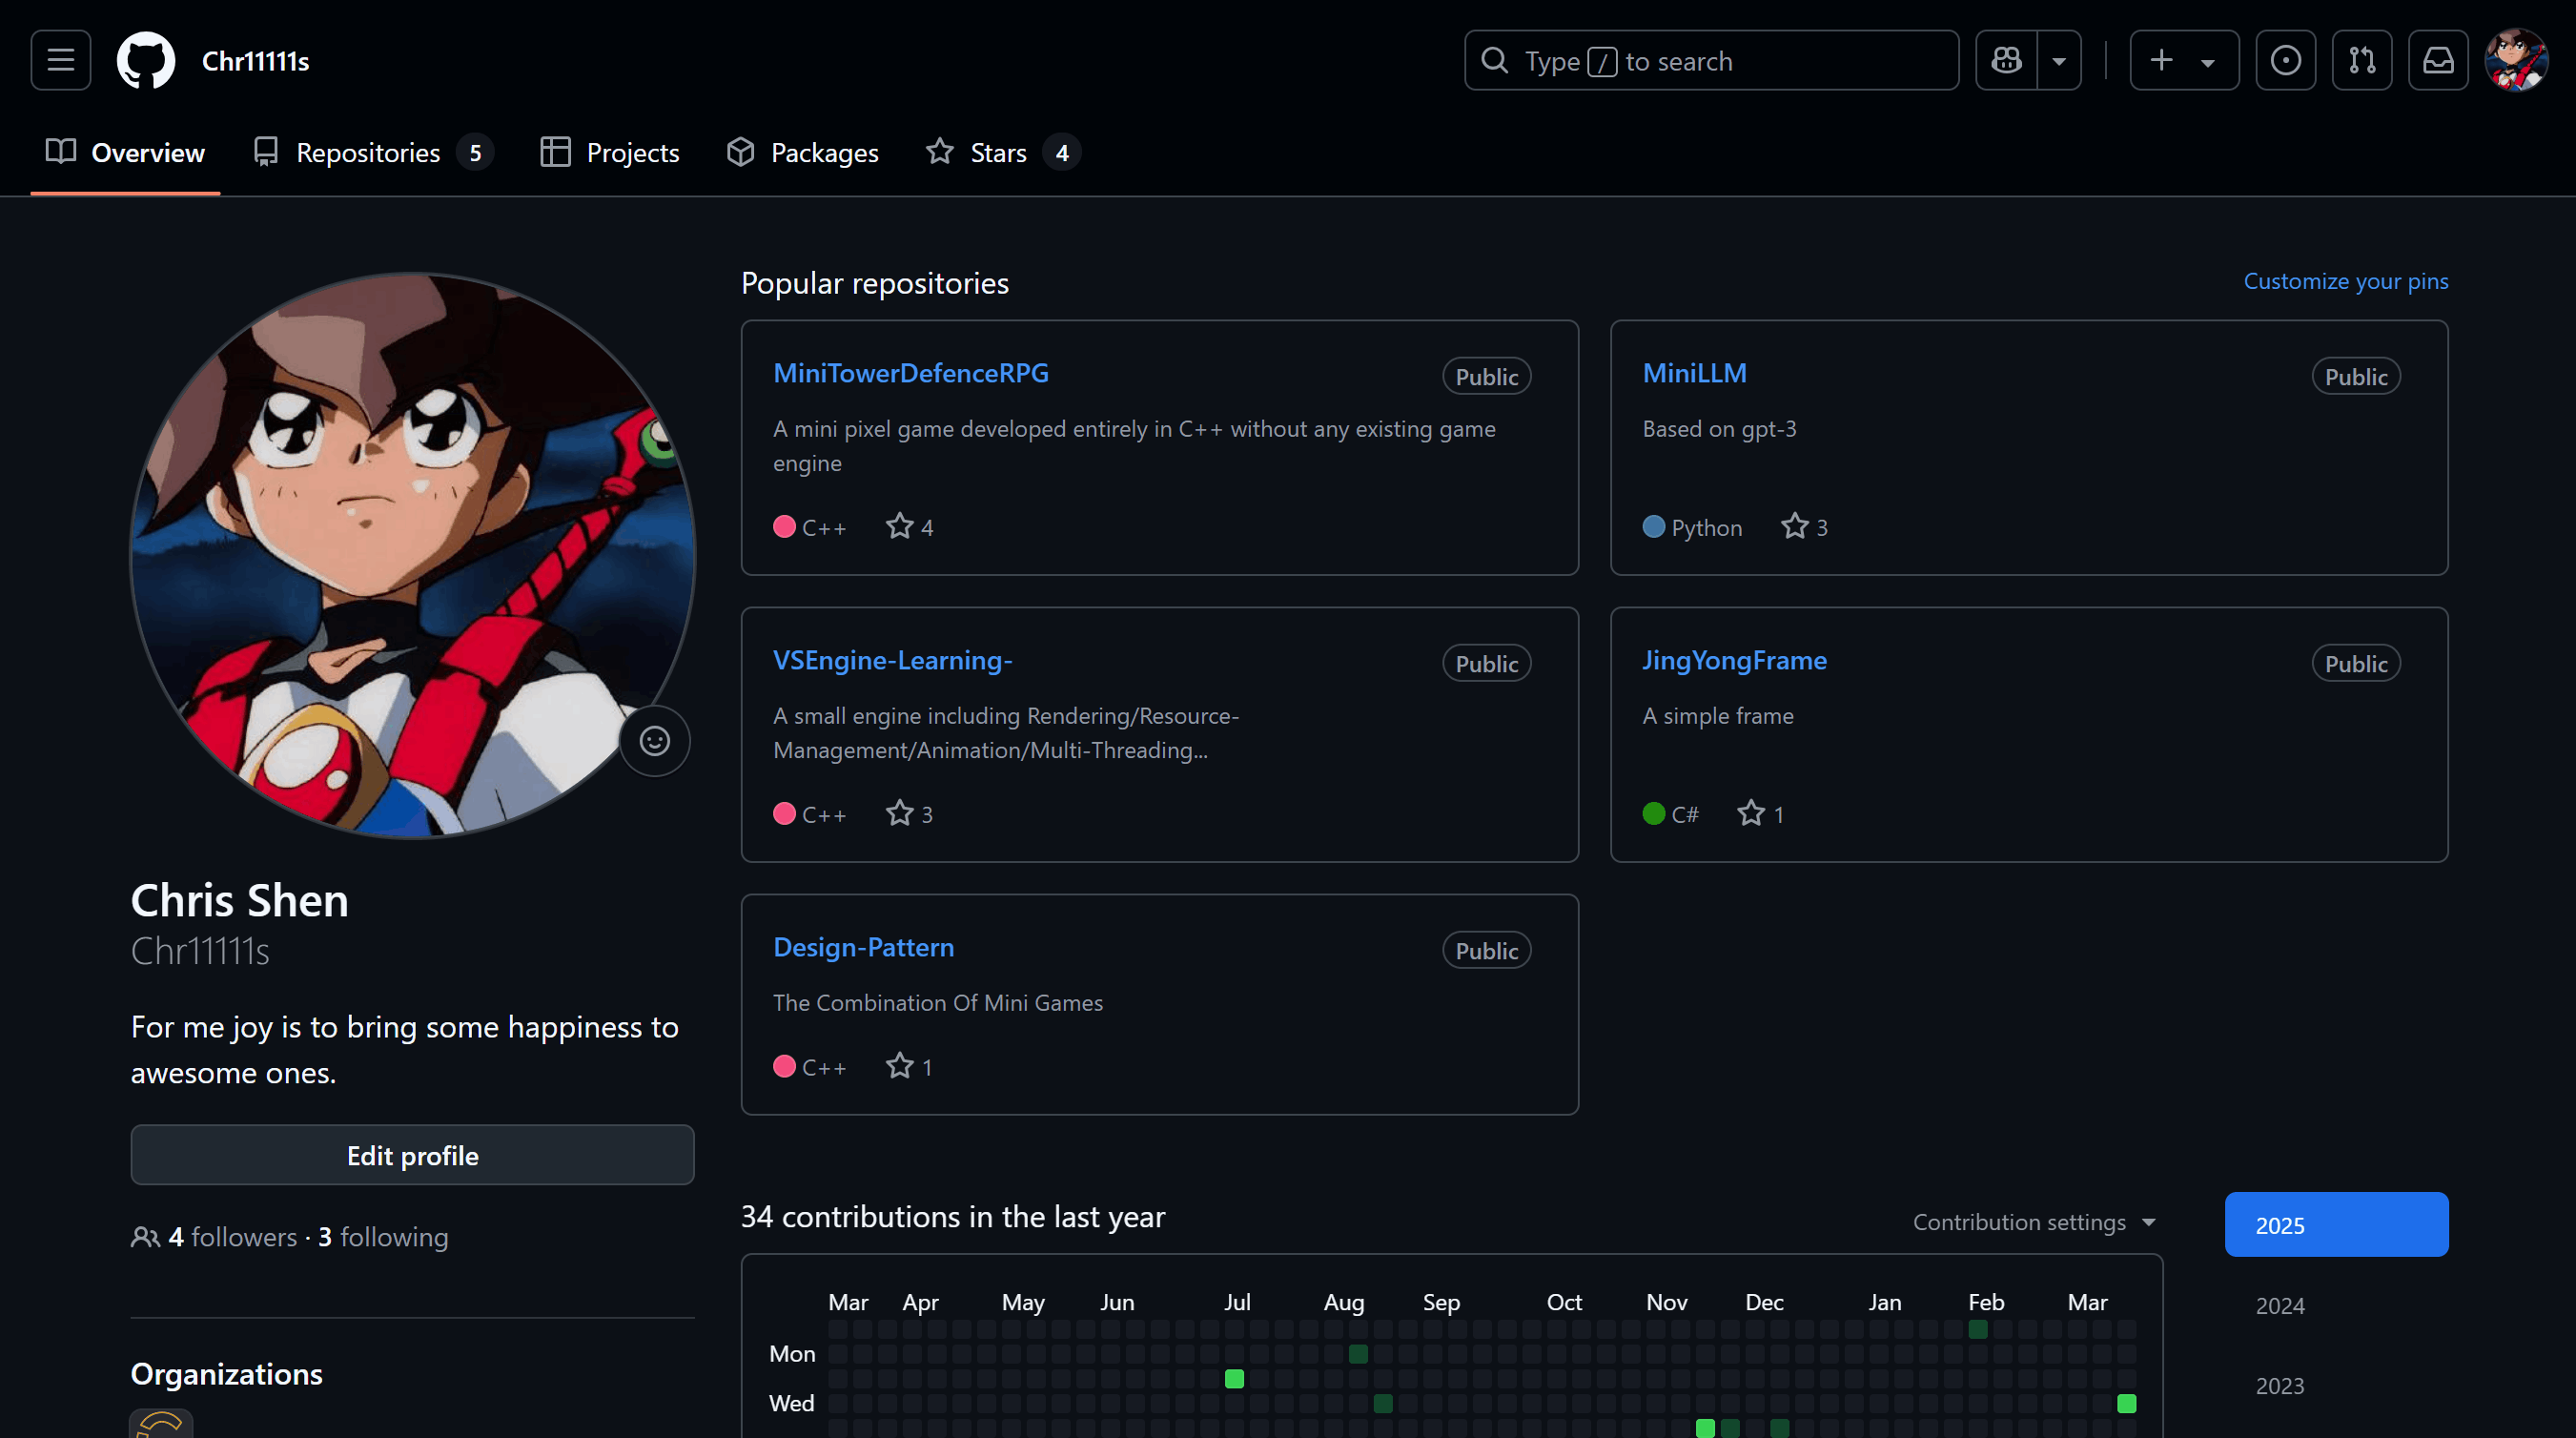 Chr11111s
Type / to search
Overview
Repositories 5
Projects
Packages
Stars 4
Chris Shen
Chr11111s
For me joy is to bring some happiness to
awesome ones.
Edit profile
4 followers · 3 following
Organizations
Popular repositories
Customize your pins
MiniTowerDefenceRPG
Public
A mini pixel game developed entirely in C++ without any existing game
engine
C++ 4
MiniLLM
Public
Based on gpt-3
Python 3
VSEngine-Learning-
Public
A small engine including Rendering/Resource-
Management/Animation/Multi-Threading...
C++ 3
JingYongFrame
Public
A simple frame
C# 1
Design-Pattern
Public
The Combination Of Mini Games
C++ 1
34 contributions in the last year
Contribution settings
Mar Apr May Jun Jul Aug Sep Oct Nov Dec Jan Feb Mar
Mon
Wed
2025
2024
2023